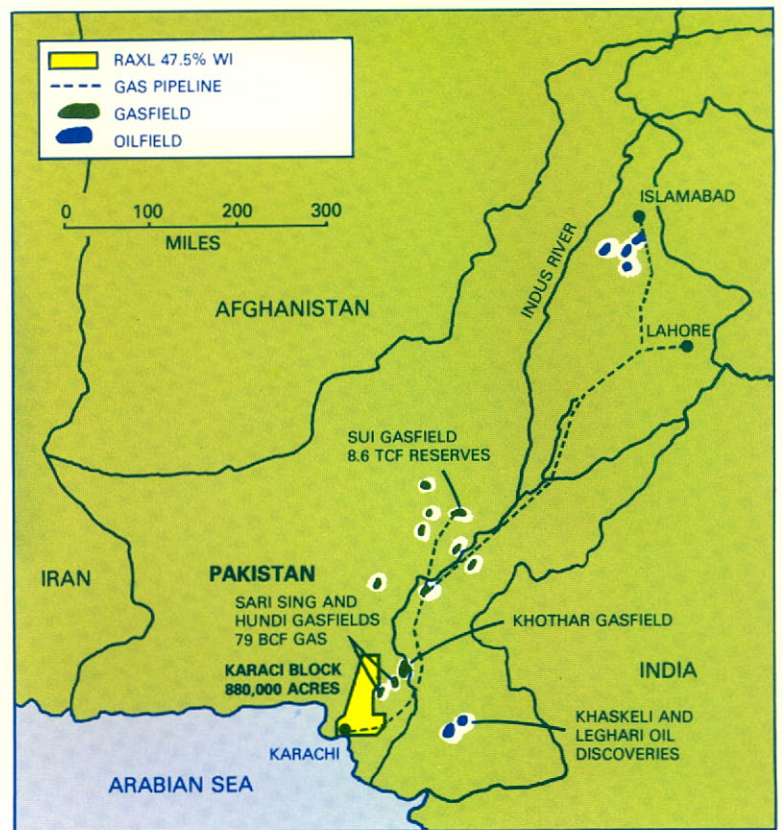 RAXL 47.5% WI
GAS PIPELINE
GASFIELD
OILFIELD
0 100 200 300
MILES
ISLAMABAD
INDUS RIVER
AFGHANISTAN
LAHORE
SUI GASFIELD
8.6 TCF RESERVES
IRAN
PAKISTAN
SARI SING AND
HUNDI GASFIELDS
79 BCF GAS
KHOTHAR GASFIELD
KARACI BLOCK
880,000 ACRES
INDIA
KHASKELI AND
LEGHARI OIL
DISCOVERIES
KARACHI
ARABIAN SEA